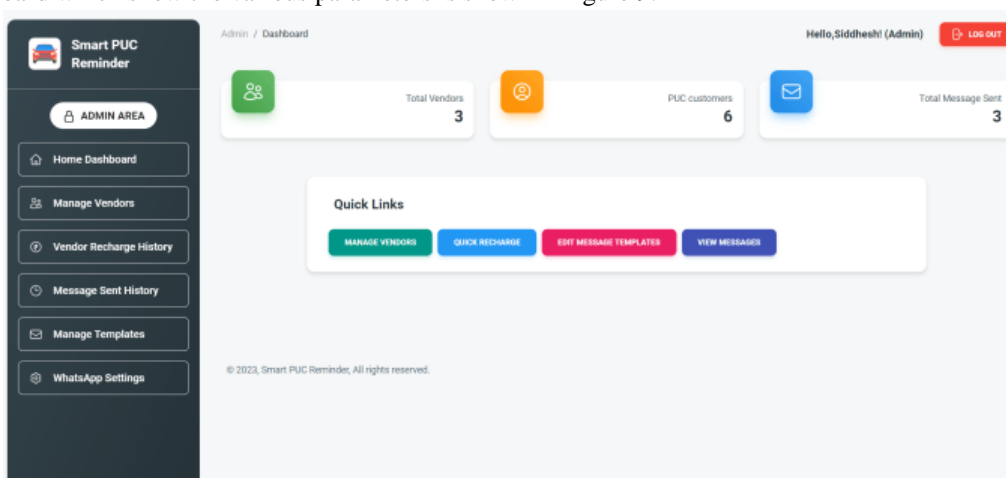 Smart PUC
Reminder
ADMIN AREA
Home Dashboard
Manage Vendors
Vendor Recharge History
Message Sent History
Manage Templates
WhatsApp Settings
Admin / Dashboard
Hello,Siddhesh! (Admin)
LOG OUT
Total Vendors
3
PUC customers
6
Total Message Sent
3
Quick Links
MANAGE VENDORS
QUICK RECHARGE
EDIT MESSAGE TEMPLATES
VIEW MESSAGES
© 2023, Smart PUC Reminder, All rights reserved.